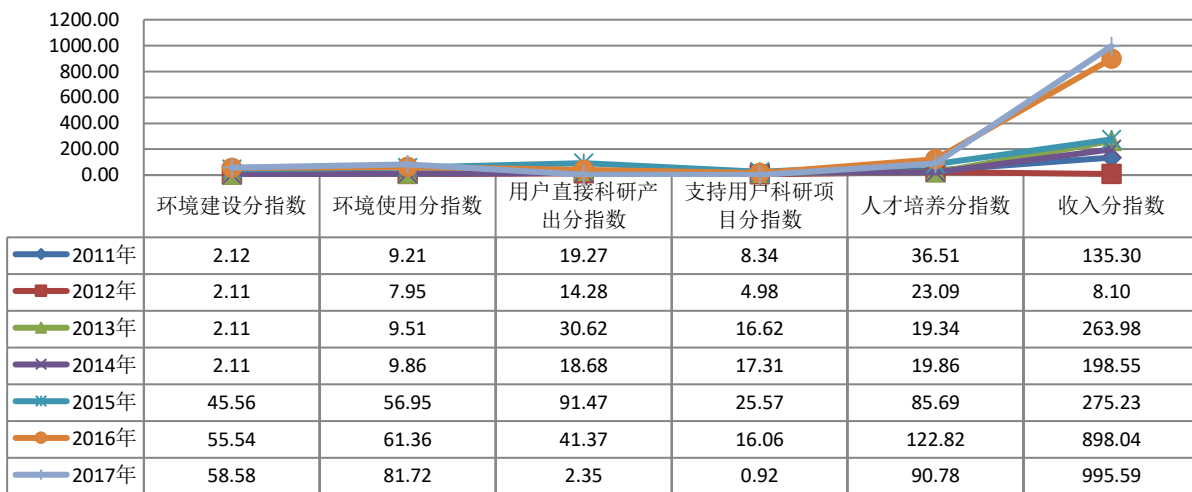 1200.00
1000.00
800.00
600.00
400.00
200.00
0.00
环境建设分指数 环境使用分指数 用户直接科研产出分指数 支持用户科研项目分指数 人才培养分指数 收入分指数
2011年 2.12 9.21 19.27 8.34 36.51 135.30
2012年 2.11 7.95 14.28 4.98 23.09 8.10
2013年 2.11 9.51 30.62 16.62 19.34 263.98
2014年 2.11 9.86 18.68 17.31 19.86 198.55
2015年 45.56 56.95 91.47 25.57 85.69 275.23
2016年 55.54 61.36 41.37 16.06 122.82 898.04
2017年 58.58 81.72 2.35 0.92 90.78 995.59